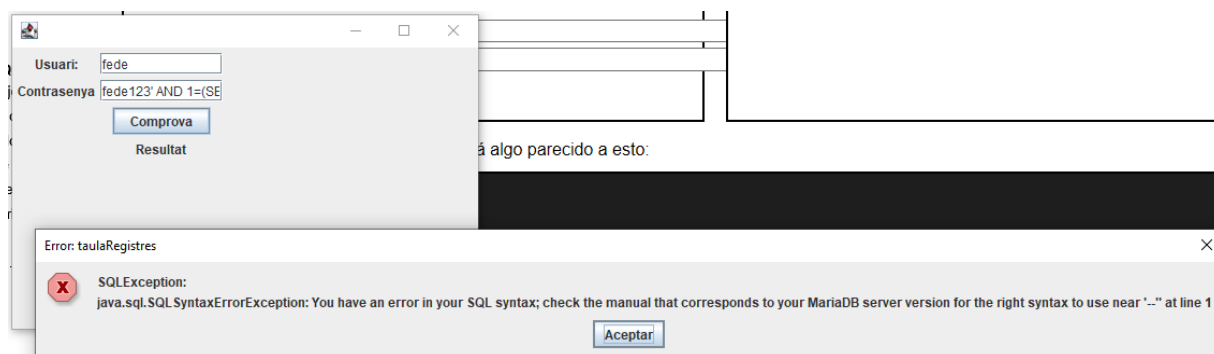 Usuari: fede
Contrasenya fede123' AND 1=(SE
Comprova
Resultat
á algo parecido a esto:
Error: taulaRegistres
SQLException:
java.sql.SQLSyntaxErrorException: You have an error in your SQL syntax; check the manual that corresponds to your MariaDB server version for the right syntax to use near '--'' at line 1
Aceptar